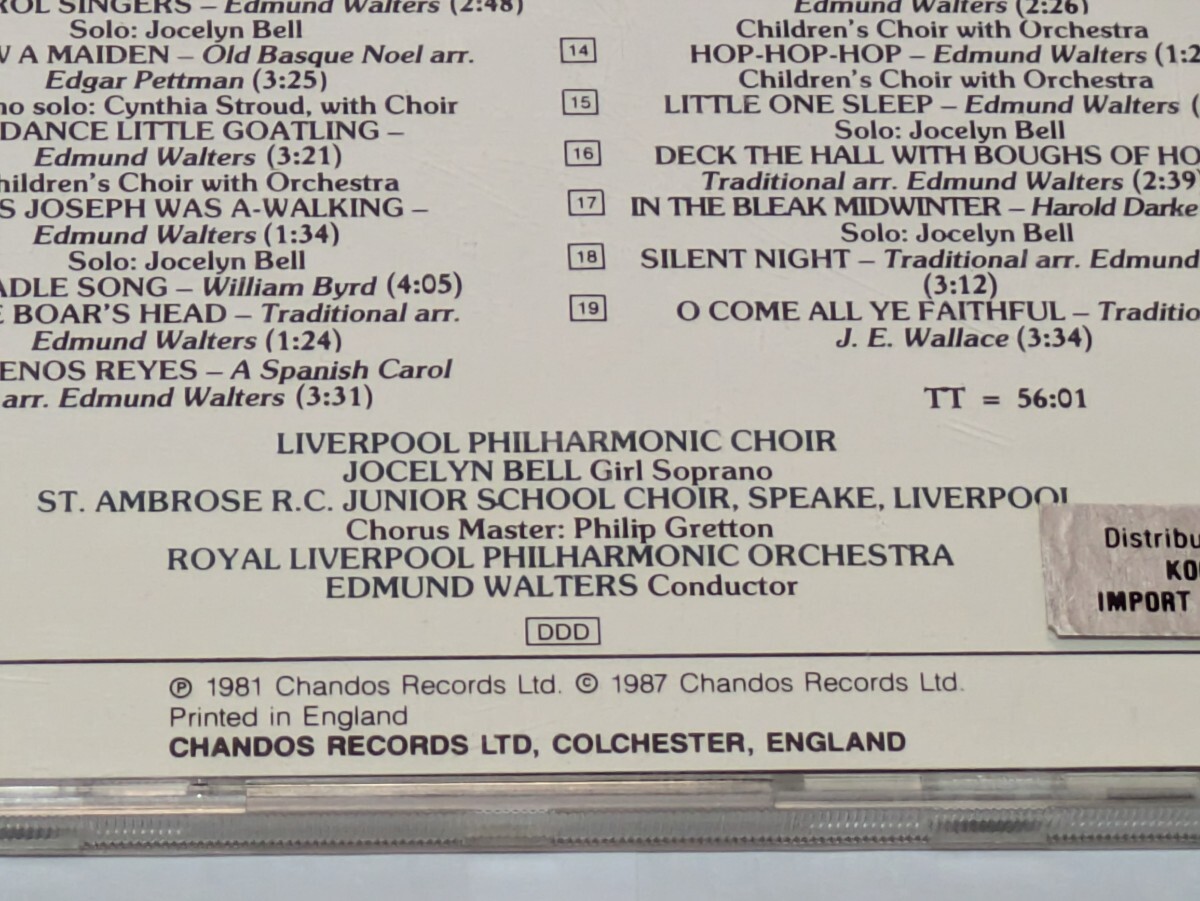 SINGERS – Edmund Walters (2:48)
Solo: Jocelyn Bell
A MAIDEN – Old Basque Noel arr.
Edgar Pettman (3:25)
solo: Cynthia Stroud, with Choir
DANCE LITTLE GOATLING –
Edmund Walters (3:21)
Children's Choir with Orchestra
JOSEPH WAS A-WALKING –
Edmund Walters (1:34)
Solo: Jocelyn Bell
SONG – William Byrd (4:05)
BOAR'S HEAD – Traditional arr.
Edmund Walters (1:24)
REYES – A Spanish Carol
arr. Edmund Walters (3:31)
Edmund Walters (2:26)
Children's Choir with Orchestra
14 HOP-HOP-HOP – Edmund Walters (1:2
Children's Choir with Orchestra
15 LITTLE ONE SLEEP – Edmund Walters (
Solo: Jocelyn Bell
16 DECK THE HALL WITH BOUGHS OF HO
Traditional arr. Edmund Walters (2:39)
17 IN THE BLEAK MIDWINTER – Harold Darke
Solo: Jocelyn Bell
18 SILENT NIGHT – Traditional arr. Edmund
(3:12)
19 O COME ALL YE FAITHFUL – Traditio
J. E. Wallace (3:34)
TT = 56:01
LIVERPOOL PHILHARMONIC CHOIR
JOCELYN BELL Girl Soprano
ST. AMBROSE R.C. JUNIOR SCHOOL CHOIR, SPEAKE, LIVERPOOL
Chorus Master: Philip Gretton
ROYAL LIVERPOOL PHILHARMONIC ORCHESTRA
EDMUND WALTERS Conductor
DDD
Distribu
KO
IMPORT
℗ 1981 Chandos Records Ltd. © 1987 Chandos Records Ltd.
Printed in England
CHANDOS RECORDS LTD, COLCHESTER, ENGLAND